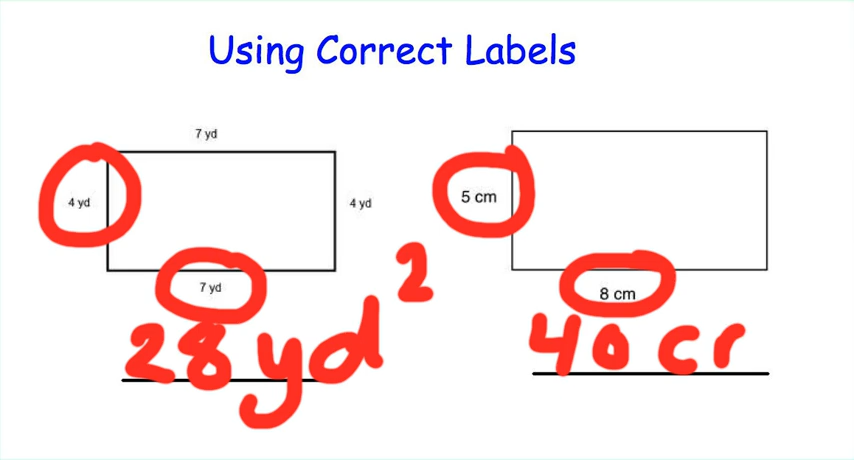 Using Correct Labels
7 yd
4 yd
4 yd
7 yd
28 yd²
5 cm
8 cm
40 cr